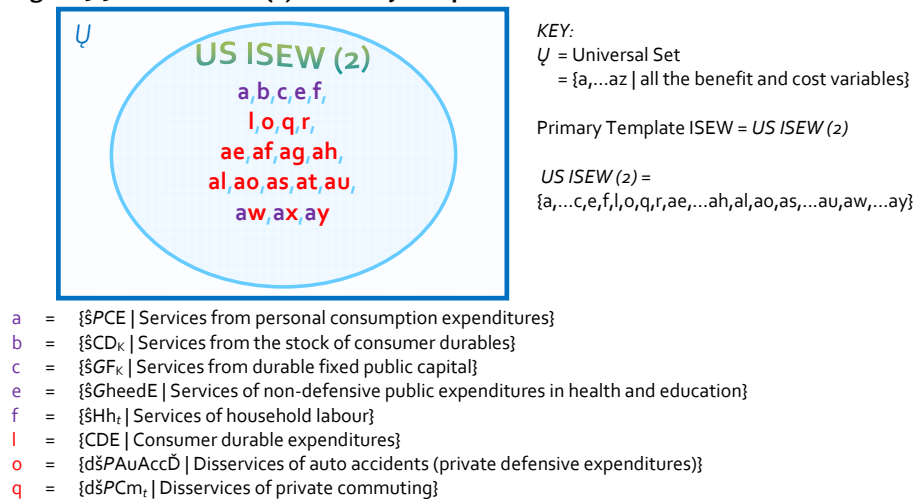 Ų
US ISEW (2)
a,b,c,e,f,
l,o,q,r,
ae,af,ag,ah,
al,ao,as,at,au,
aw,ax,ay
KEY:
Ų = Universal Set
= {a,...az | all the benefit and cost variables}
Primary Template ISEW = US ISEW (2)
US ISEW (2) =
{a,...c,e,f,l,o,q,r,ae,...ah,al,ao,as,...au,aw,...ay}
a = {ŝPCE | Services from personal consumption expenditures}
b = {ŝCDK | Services from the stock of consumer durables}
c = {ŝGFK | Services from durable fixed public capital}
e = {ŝGheedE | Services of non-defensive public expenditures in health and education}
f = {ŝHht | Services of household labour}
l = {CDE | Consumer durable expenditures}
o = {dšPAuAccĎ | Disservices of auto accidents (private defensive expenditures)}
q = {dšPCmt | Disservices of private commuting}